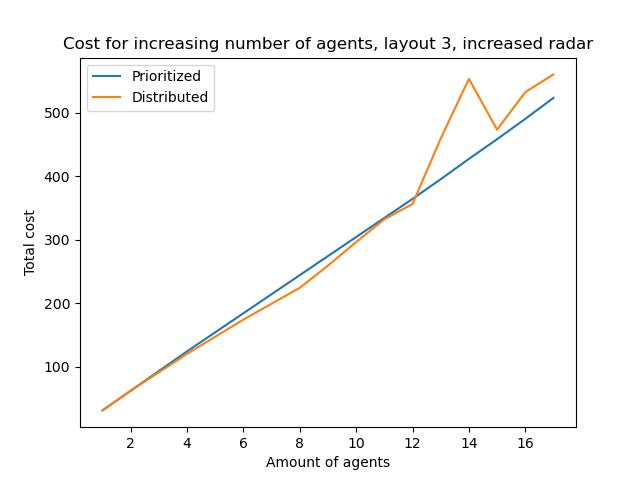 Cost for increasing number of agents, layout 3, increased radar
Prioritized
Distributed
Total cost
500
400
300
200
100
2 4 6 8 10 12 14 16
Amount of agents